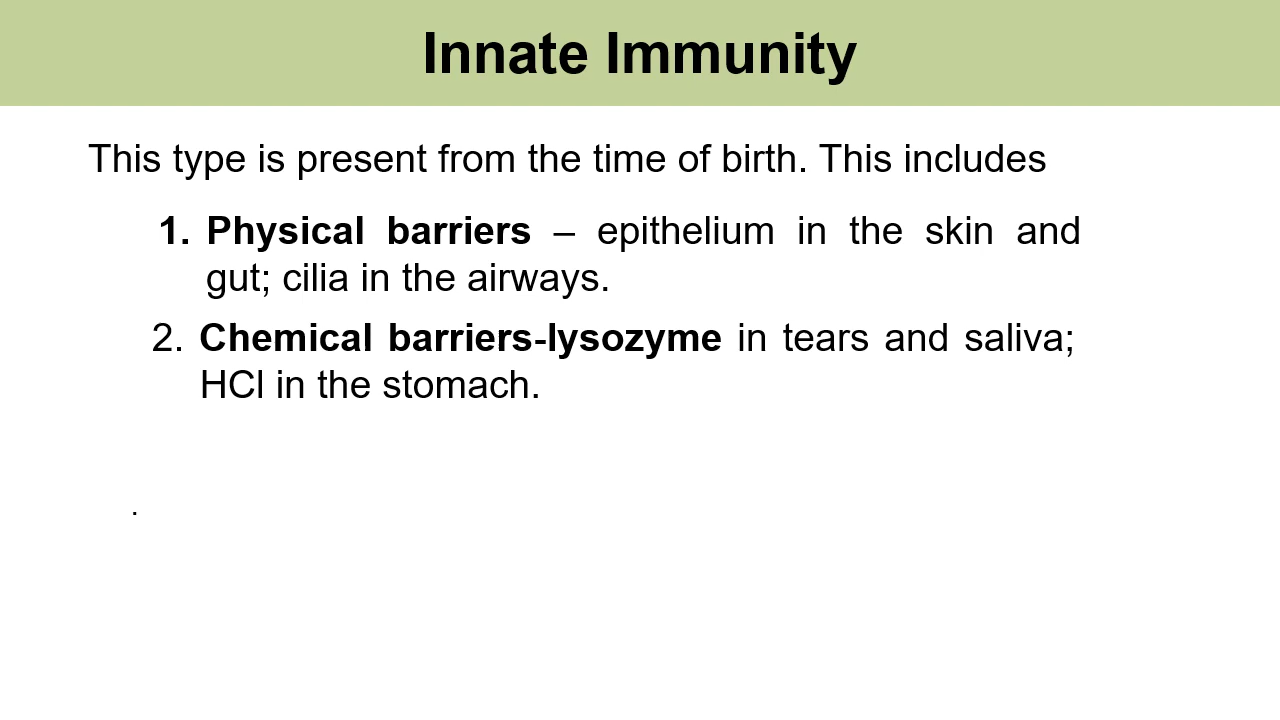 Innate Immunity
This type is present from the time of birth. This includes
1. Physical barriers – epithelium in the skin and
gut; cilia in the airways.
2. Chemical barriers-lysozyme in tears and saliva;
HCl in the stomach.
.